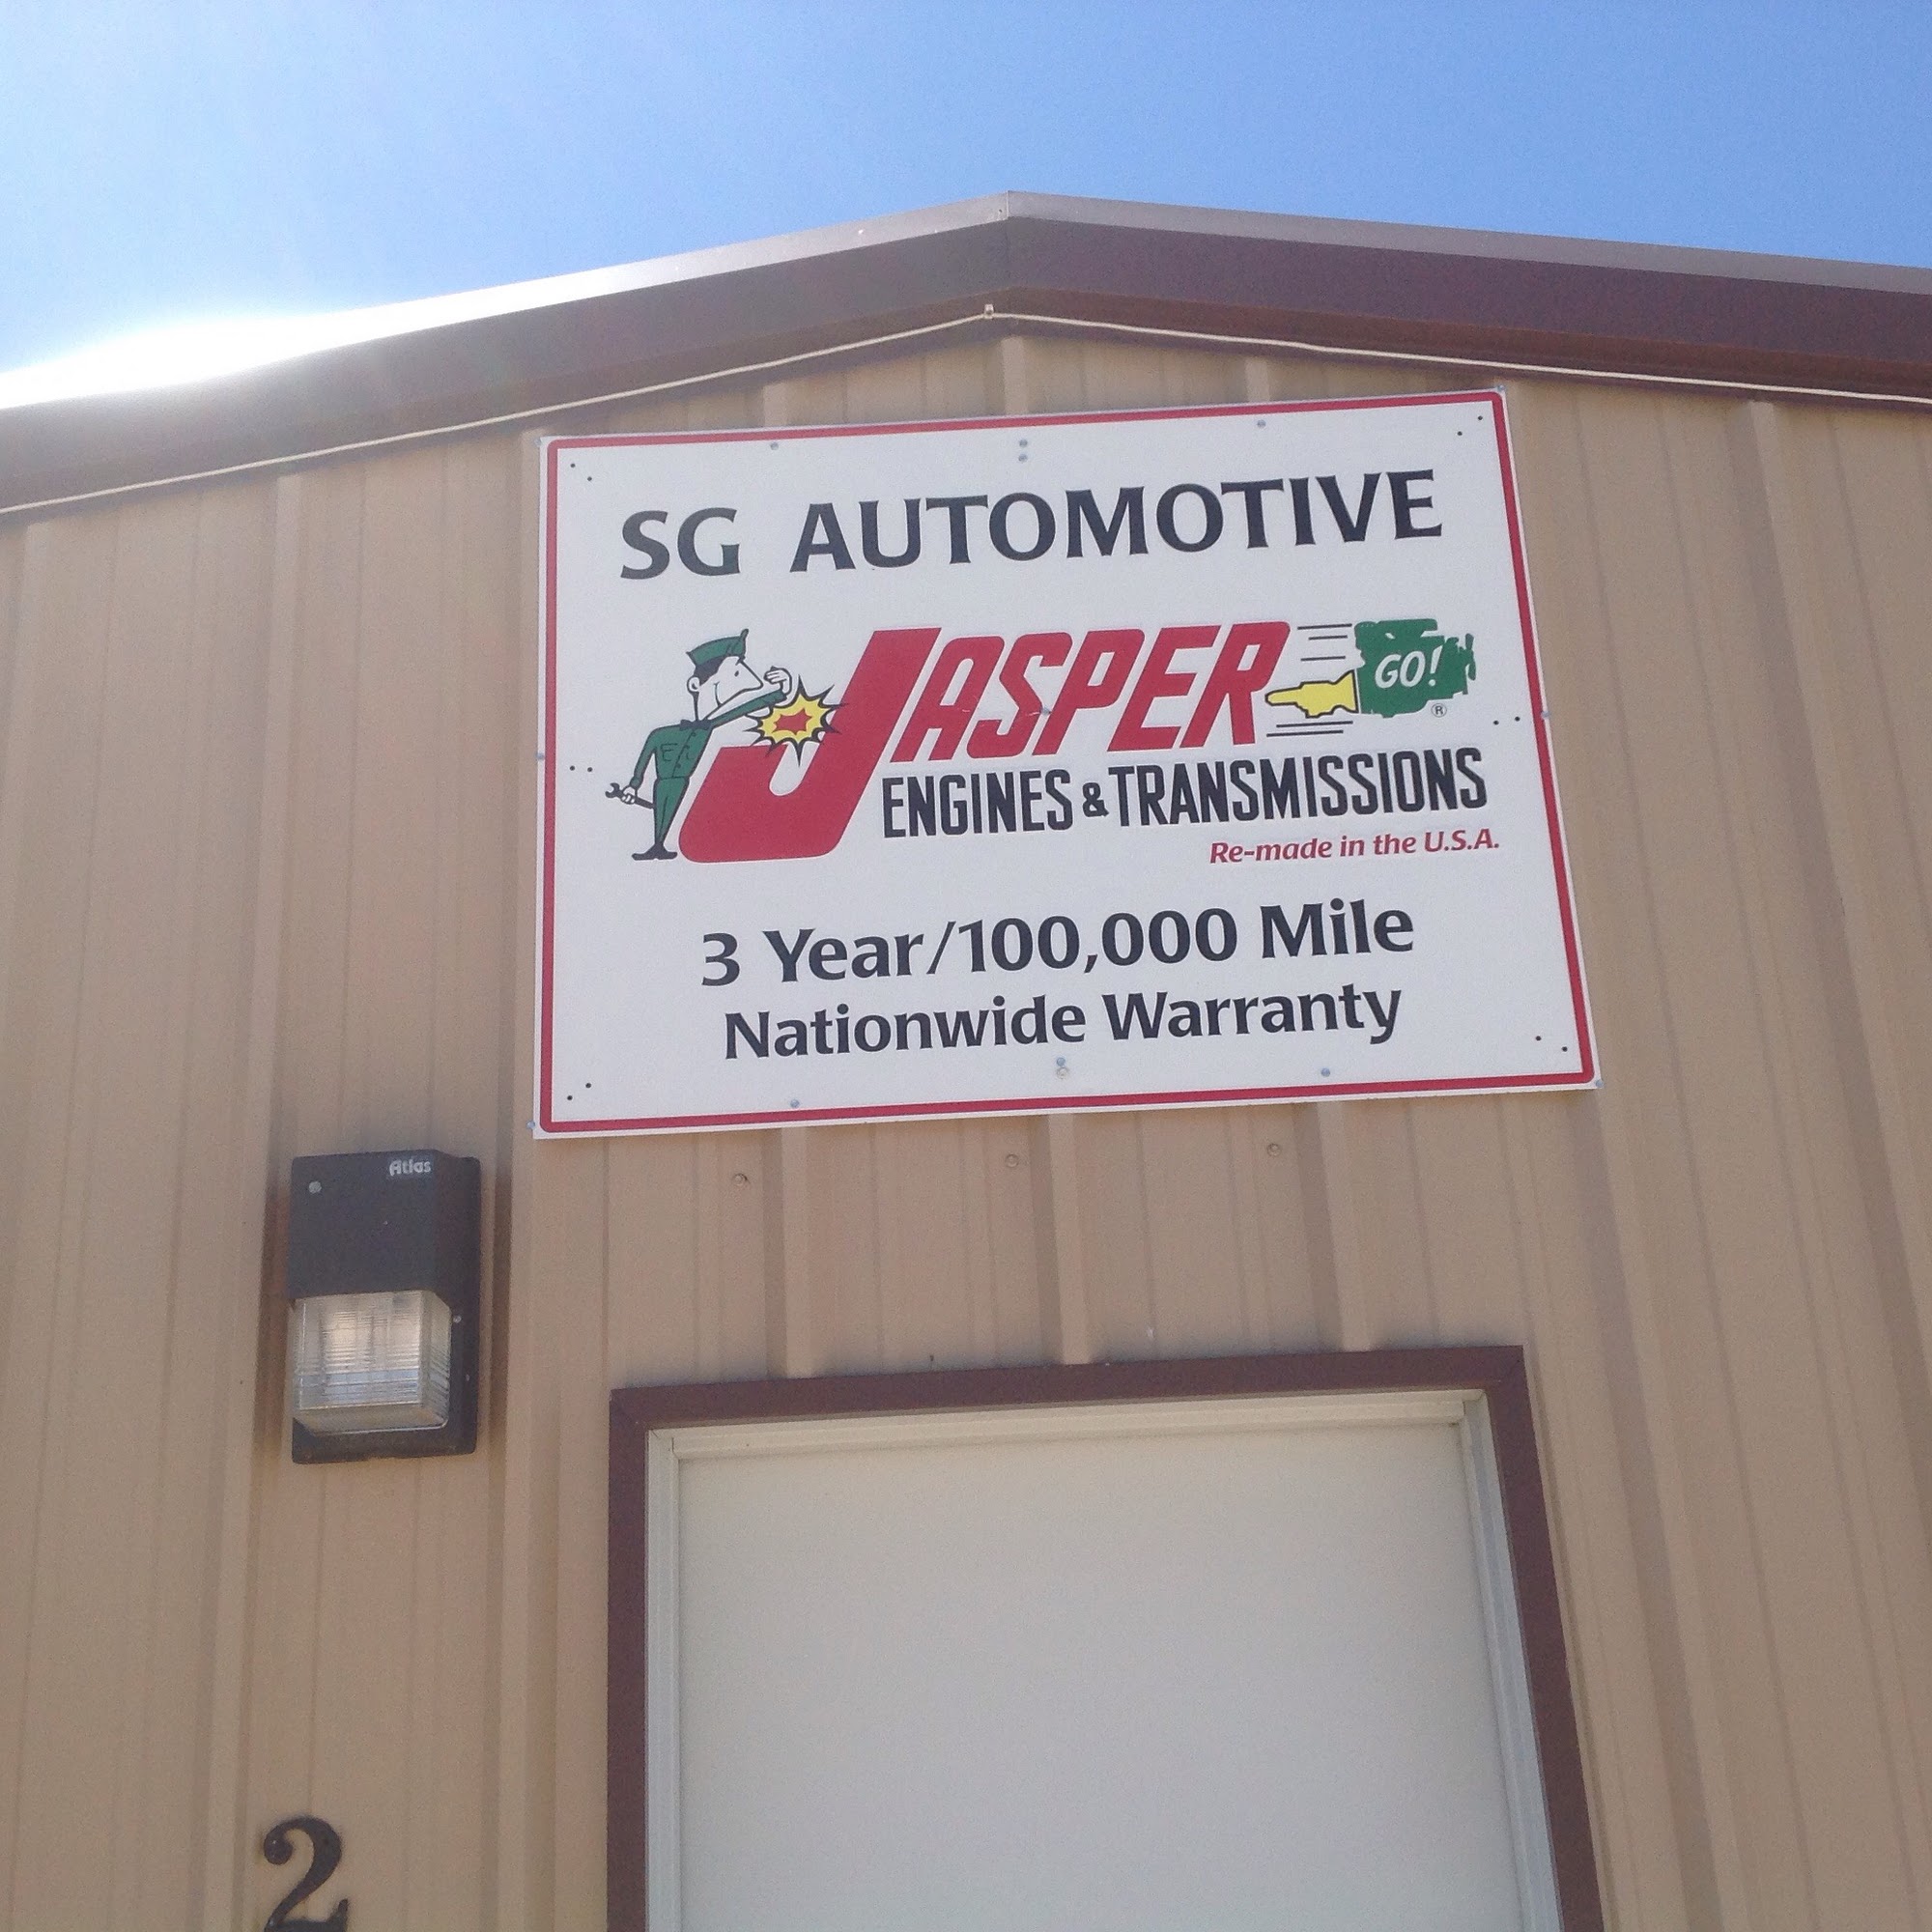 SG AUTOMOTIVE
JASPER GO! ®
ENGINES & TRANSMISSIONS
Re-made in the U.S.A.
3 Year/100,000 Mile
Nationwide Warranty
Atlas
2